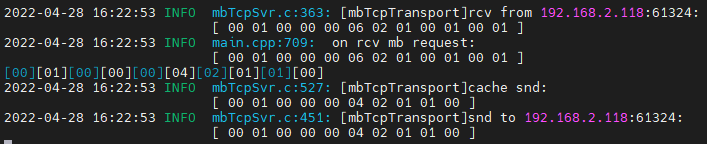 2022-04-28 16:22:53 INFO  mbTcpSvr.c:363: [mbTcpTransport]rcv from 192.168.2.118:61324:
[ 00 01 00 00 00 06 02 01 00 01 00 01 ]
2022-04-28 16:22:53 INFO  main.cpp:709:  on rcv mb request:
[ 00 01 00 00 00 06 02 01 00 01 00 01 ]
[00][01][00][00][00][04][02][01][01][00]
2022-04-28 16:22:53 INFO  mbTcpSvr.c:527: [mbTcpTransport]cache snd:
[ 00 01 00 00 00 04 02 01 01 00 ]
2022-04-28 16:22:53 INFO  mbTcpSvr.c:451: [mbTcpTransport]snd to 192.168.2.118:61324:
[ 00 01 00 00 00 04 02 01 01 00 ]